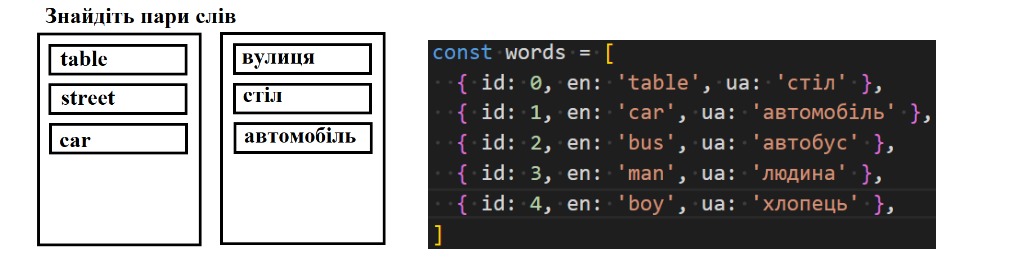 Знайдіть пари слів
table
street
car
вулиця
стіл
автомобіль
const words = [
{ id: 0, en: 'table', ua: 'стіл' },
{ id: 1, en: 'car', ua: 'автомобіль' },
{ id: 2, en: 'bus', ua: 'автобус' },
{ id: 3, en: 'man', ua: 'людина' },
{ id: 4, en: 'boy', ua: 'хлопець' },
]